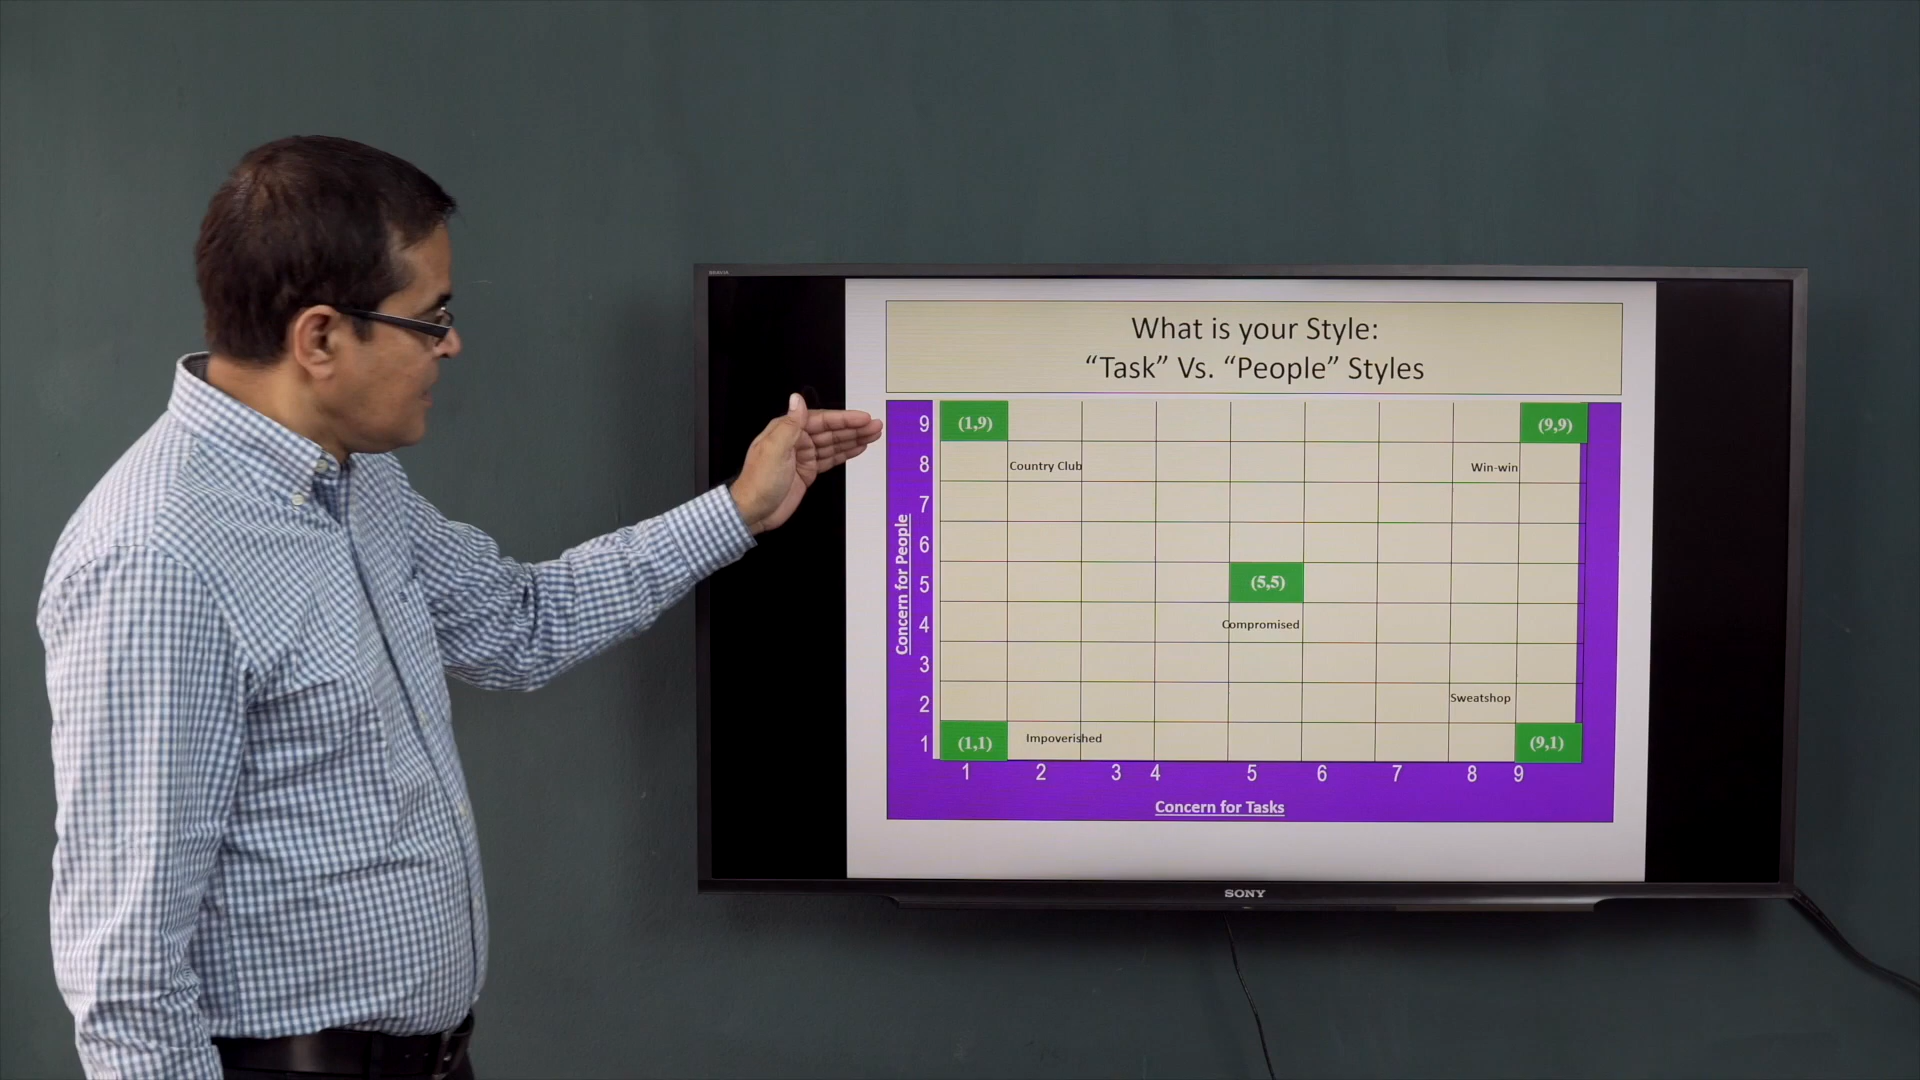 BRAVIA
What is your Style:
“Task” Vs. “People” Styles
9 (1,9) (9,9)
8 Country Club Win-win
7
6
5 (5,5)
4 Compromised
3
2 Sweatshop
1 (1,1) Impoverished (9,1)
Concern for People
1 2 3 4 5 6 7 8 9
Concern for Tasks
SONY